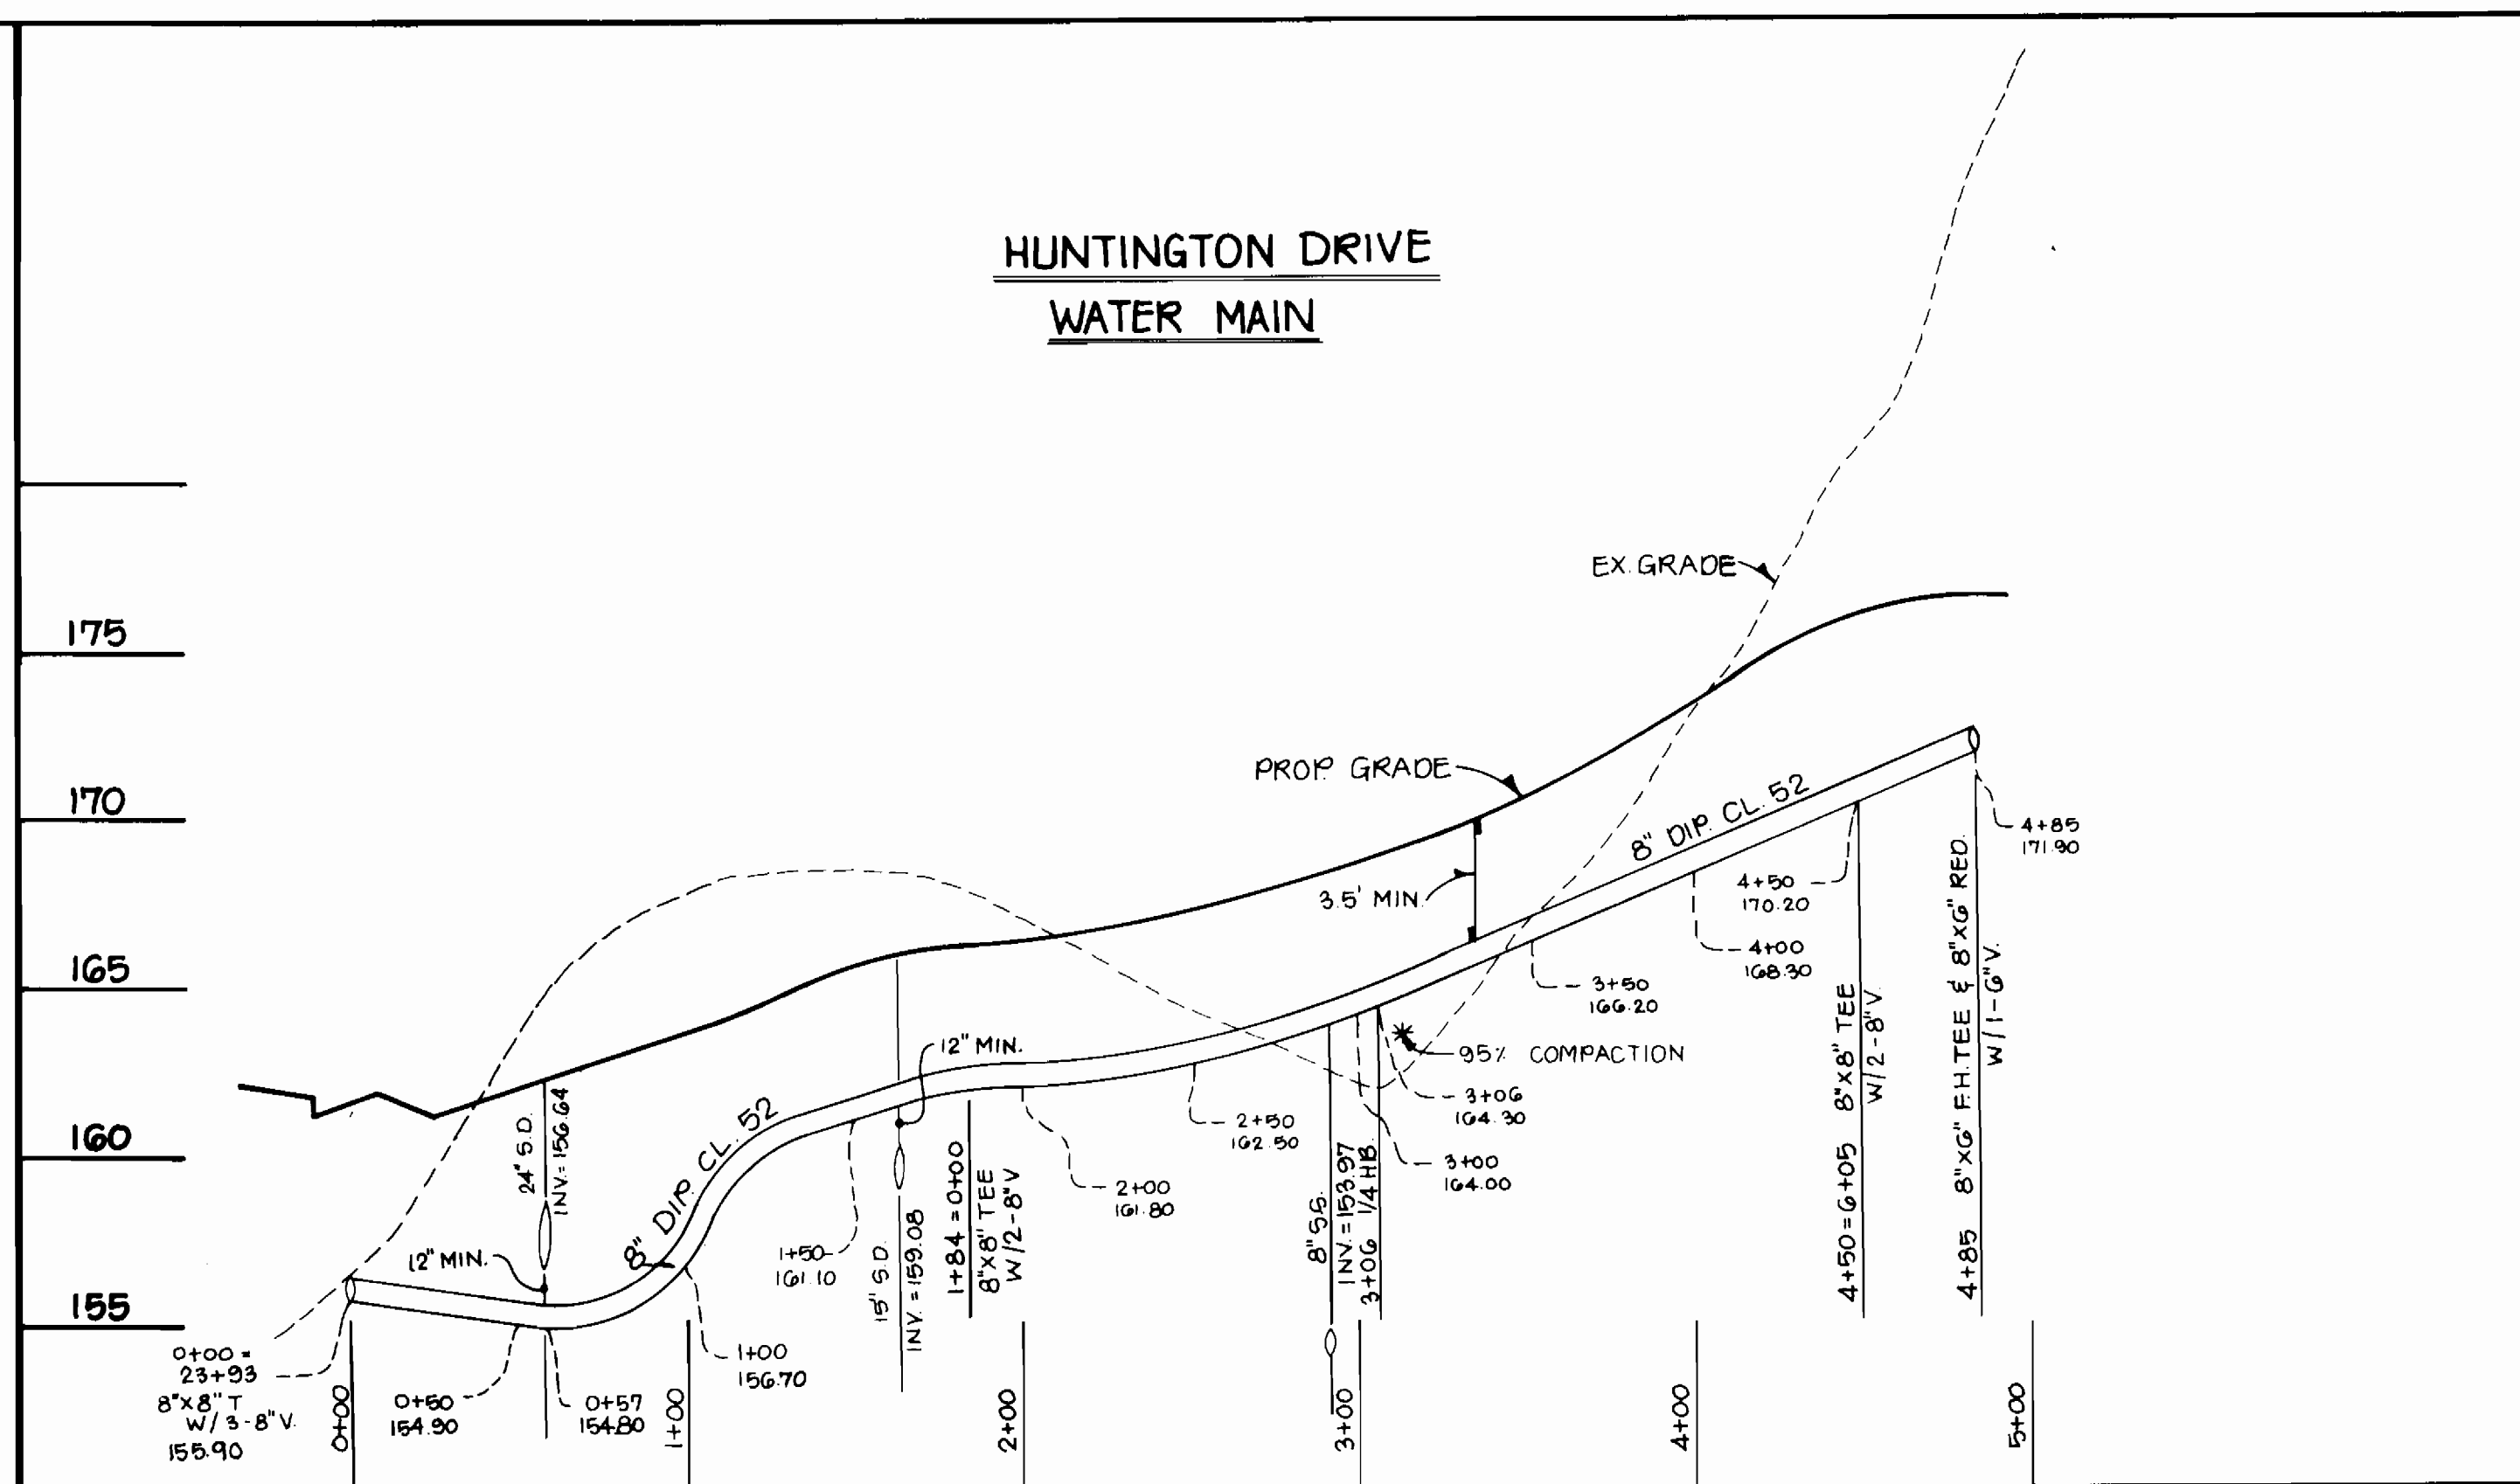 HUNTINGTON DRIVE
WATER MAIN
175
170
165
160
155
EX. GRADE
PROP. GRADE
3.5' MIN.
8" DIP. CL. 52
4+85
171.90
4+50
170.20
4+00
168.30
3+50
166.20
95% COMPACTION
3+06
164.30
3+00
164.00
2+50
162.50
2+00
161.80
12" MIN.
8" DIP. CL. 52
1+50
161.10
12" MIN.
1+00
156.70
0+57
154.80
0+50
154.90
0+00 =
23+93
8"X8" T
W/3-8"V.
155.90
24" S.D.
INV.=156.64
15" S.D.
INV.=159.08
1+84=0+00
8"X8" TEE
W/2-8"V
8" S.S.
INV.=153.97
3+06 1/4 HB.
4+50=6+05 8"X8" TEE
W/2-8"V.
4+85 8"X6" F.H.TEE & 8"X6" RED.
W/1-6"V.
0+00
1+00
2+00
3+00
4+00
5+00